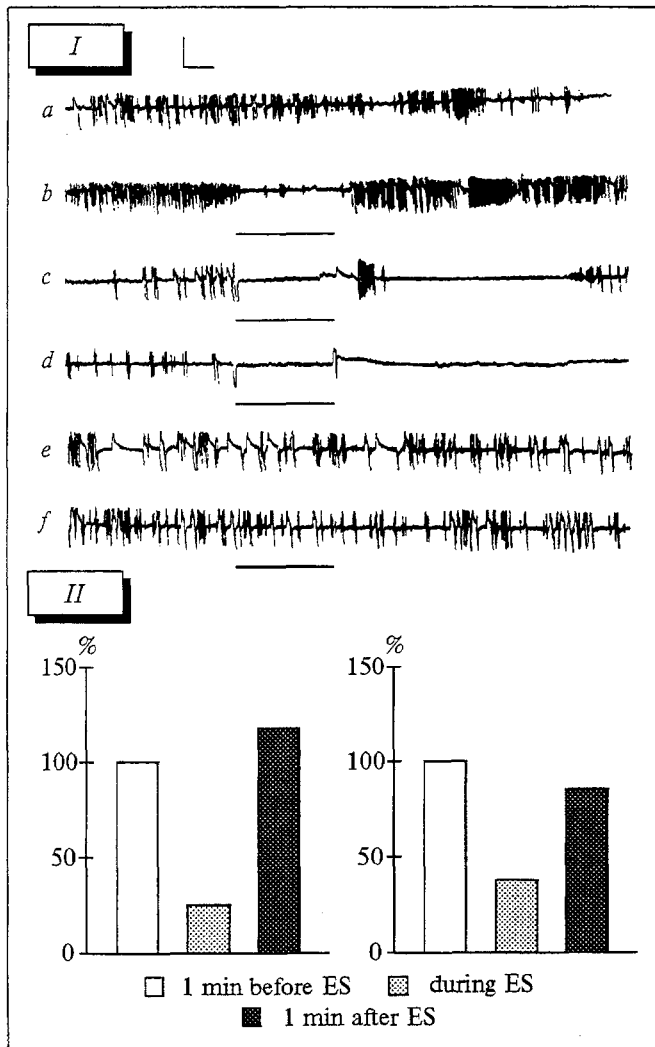 I
a
b
c
d
e
f
II
% %
150 150
100 100
50 50
0 0
1 min before ES during ES
1 min after ES